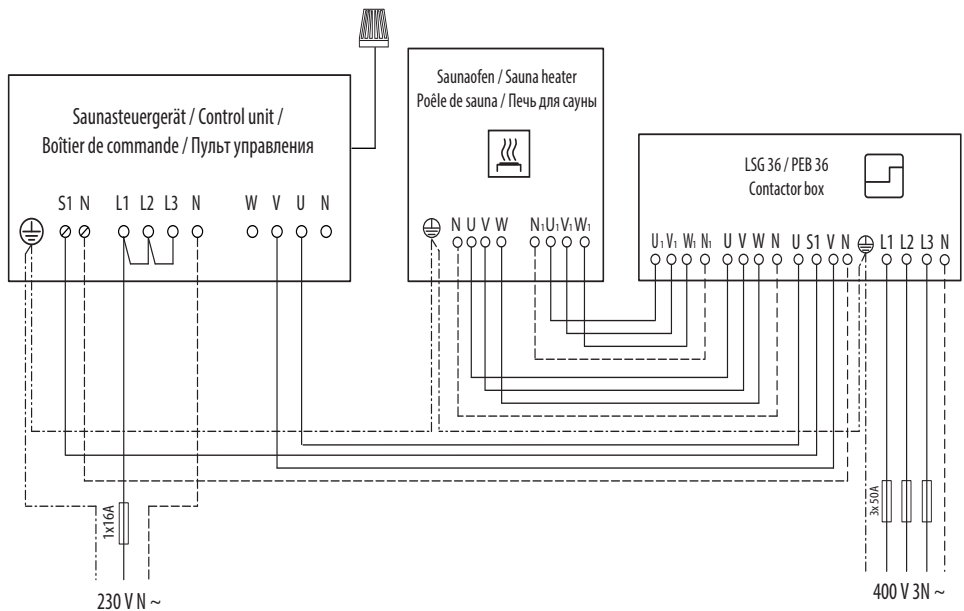 Saunasteuergerät / Control unit /
Boîtier de commande / Пульт управления
S1 N L1 L2 L3 N W V U N
Saunaofen / Sauna heater
Poêle de sauna / Печь для сауны
N U V W N1 U1 V1 W1
LSG 36 / PEB 36
Contactor box
U1 V1 W1 N1 U V W N U S1 V N L1 L2 L3 N
1x16A
230 V N ~
3x 50A
400 V 3N ~